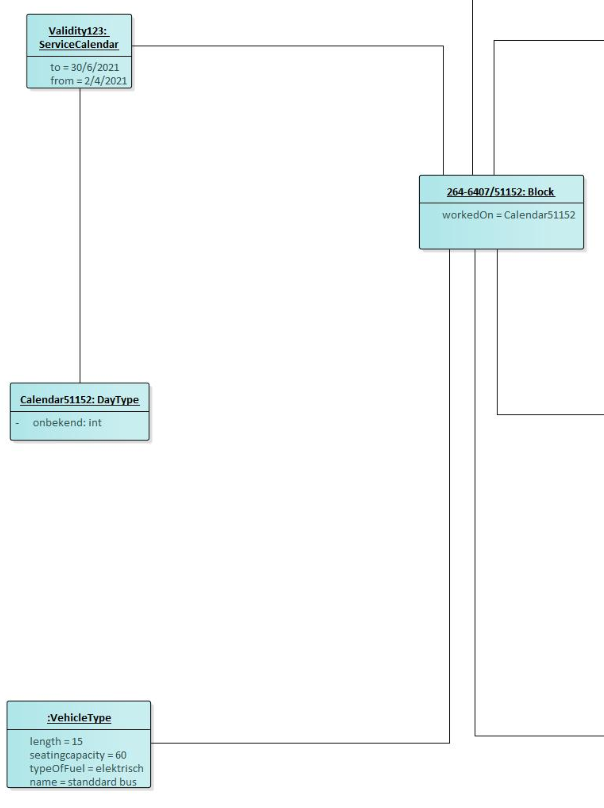 Validity123:
ServiceCalendar
to = 30/6/2021
from = 2/4/2021
264-6407/51152: Block
workedOn = Calendar51152
Calendar51152: DayType
- onbekend: int
:VehicleType
length = 15
seatingcapacity = 60
typeOfFuel = elektrisch
name = standdard bus